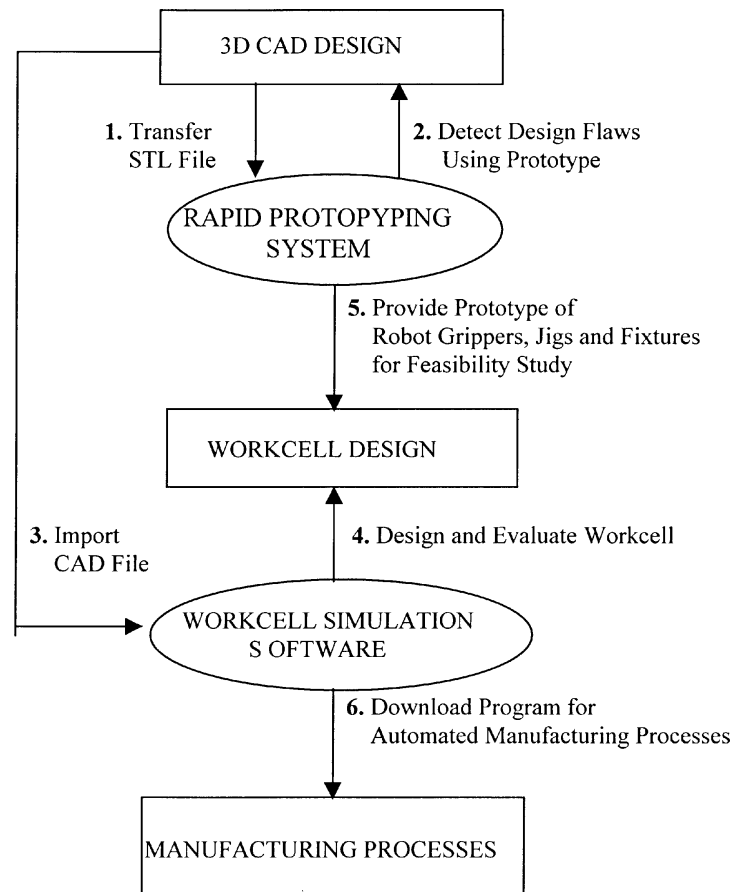 3D CAD DESIGN
1. Transfer
STL File
2. Detect Design Flaws
Using Prototype
RAPID PROTOPYPING
SYSTEM
5. Provide Prototype of
Robot Grippers, Jigs and Fixtures
for Feasibility Study
WORKCELL DESIGN
3. Import
CAD File
4. Design and Evaluate Workcell
WORKCELL SIMULATION
S OFTWARE
6. Download Program for
Automated Manufacturing Processes
MANUFACTURING PROCESSES